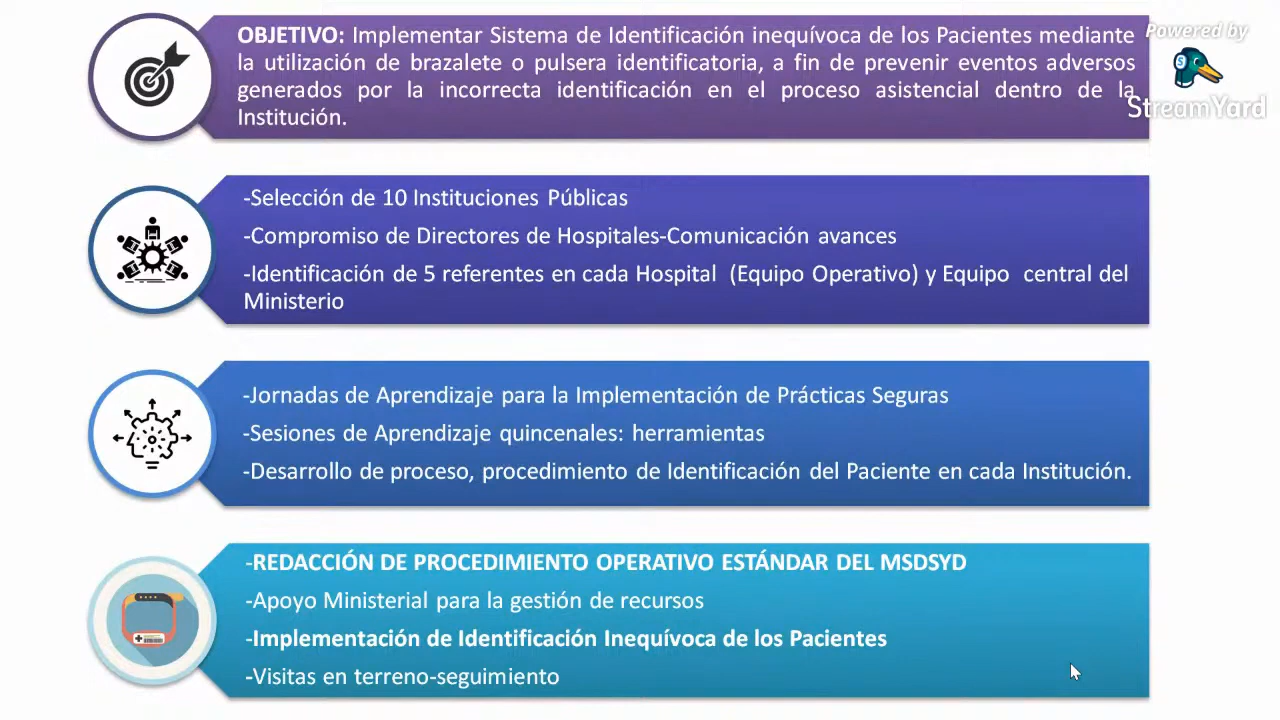 OBJETIVO: Implementar Sistema de Identificación inequívoca de los Pacientes mediante
la utilización de brazalete o pulsera identificatoria, a fin de prevenir eventos adversos
generados por la incorrecta identificación en el proceso asistencial dentro de la
Institución.
Powered by
StreamYard
-Selección de 10 Instituciones Públicas
-Compromiso de Directores de Hospitales-Comunicación avances
-Identificación de 5 referentes en cada Hospital (Equipo Operativo) y Equipo central del
Ministerio
-Jornadas de Aprendizaje para la Implementación de Prácticas Seguras
-Sesiones de Aprendizaje quincenales: herramientas
-Desarrollo de proceso, procedimiento de Identificación del Paciente en cada Institución.
-REDACCIÓN DE PROCEDIMIENTO OPERATIVO ESTÁNDAR DEL MSDSYD
-Apoyo Ministerial para la gestión de recursos
-Implementación de Identificación Inequívoca de los Pacientes
-Visitas en terreno-seguimiento